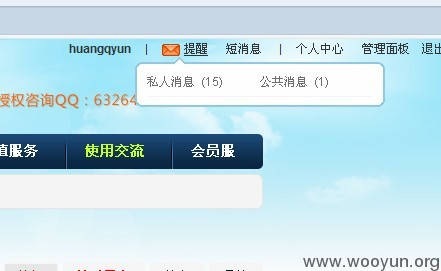 huangqyun | 提醒 短消息 | 个人中心 管理面板 退出
私人消息 (15) 公共消息 (1)
授权咨询QQ：63264
值服务 使用交流 会员服
www.wooyun.org